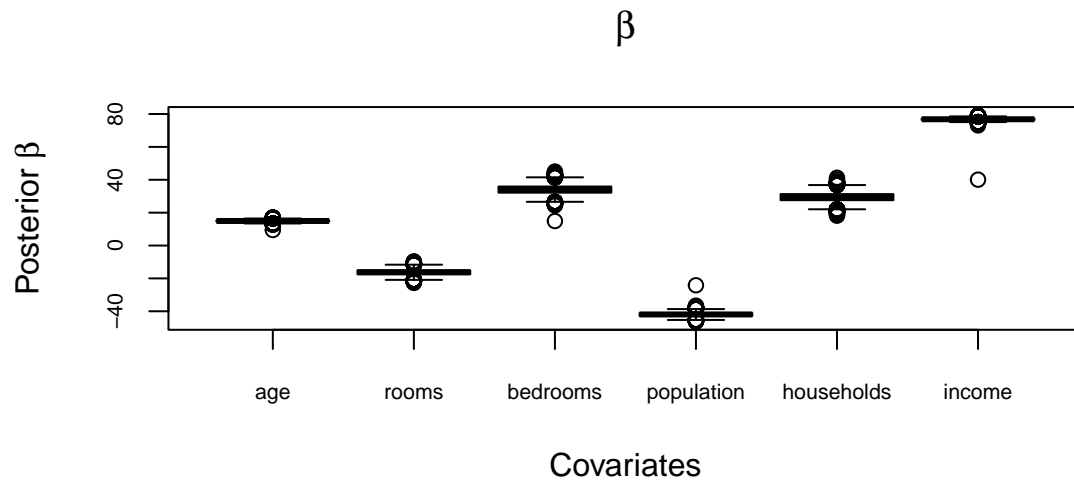 β
Posterior β
80
40
0
−40
age rooms bedrooms population households income
Covariates